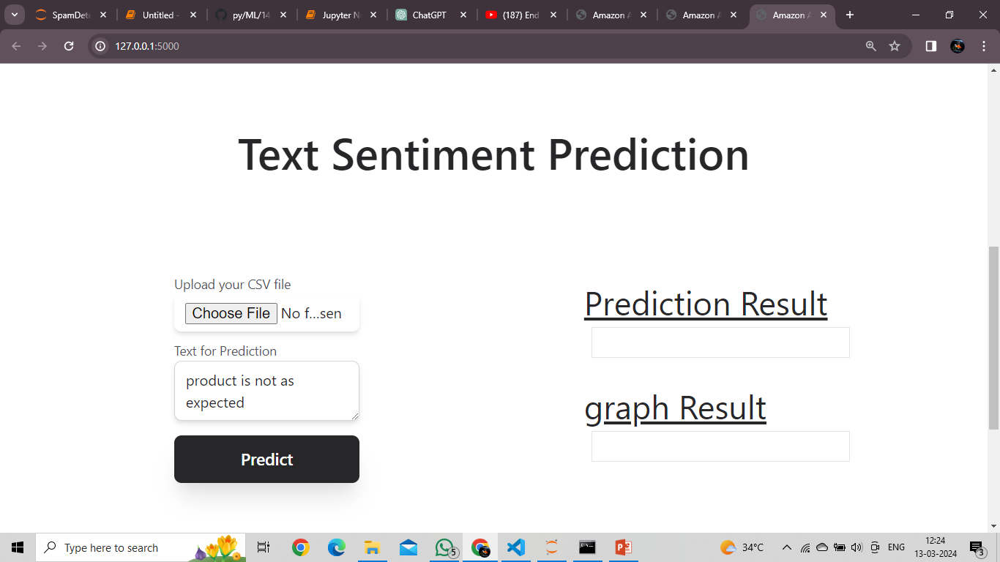 SpamDete
Untitled -
py/ML/14
Jupyter N
ChatGPT
(187) End
Amazon A
Amazon A
Amazon A
127.0.0.1:5000
Text Sentiment Prediction
Upload your CSV file
Choose File No f...sen
Text for Prediction
product is not as
expected
Predict
Prediction Result
graph Result
Type here to search
5
34°C
ENG
12:24
13-03-2024
3